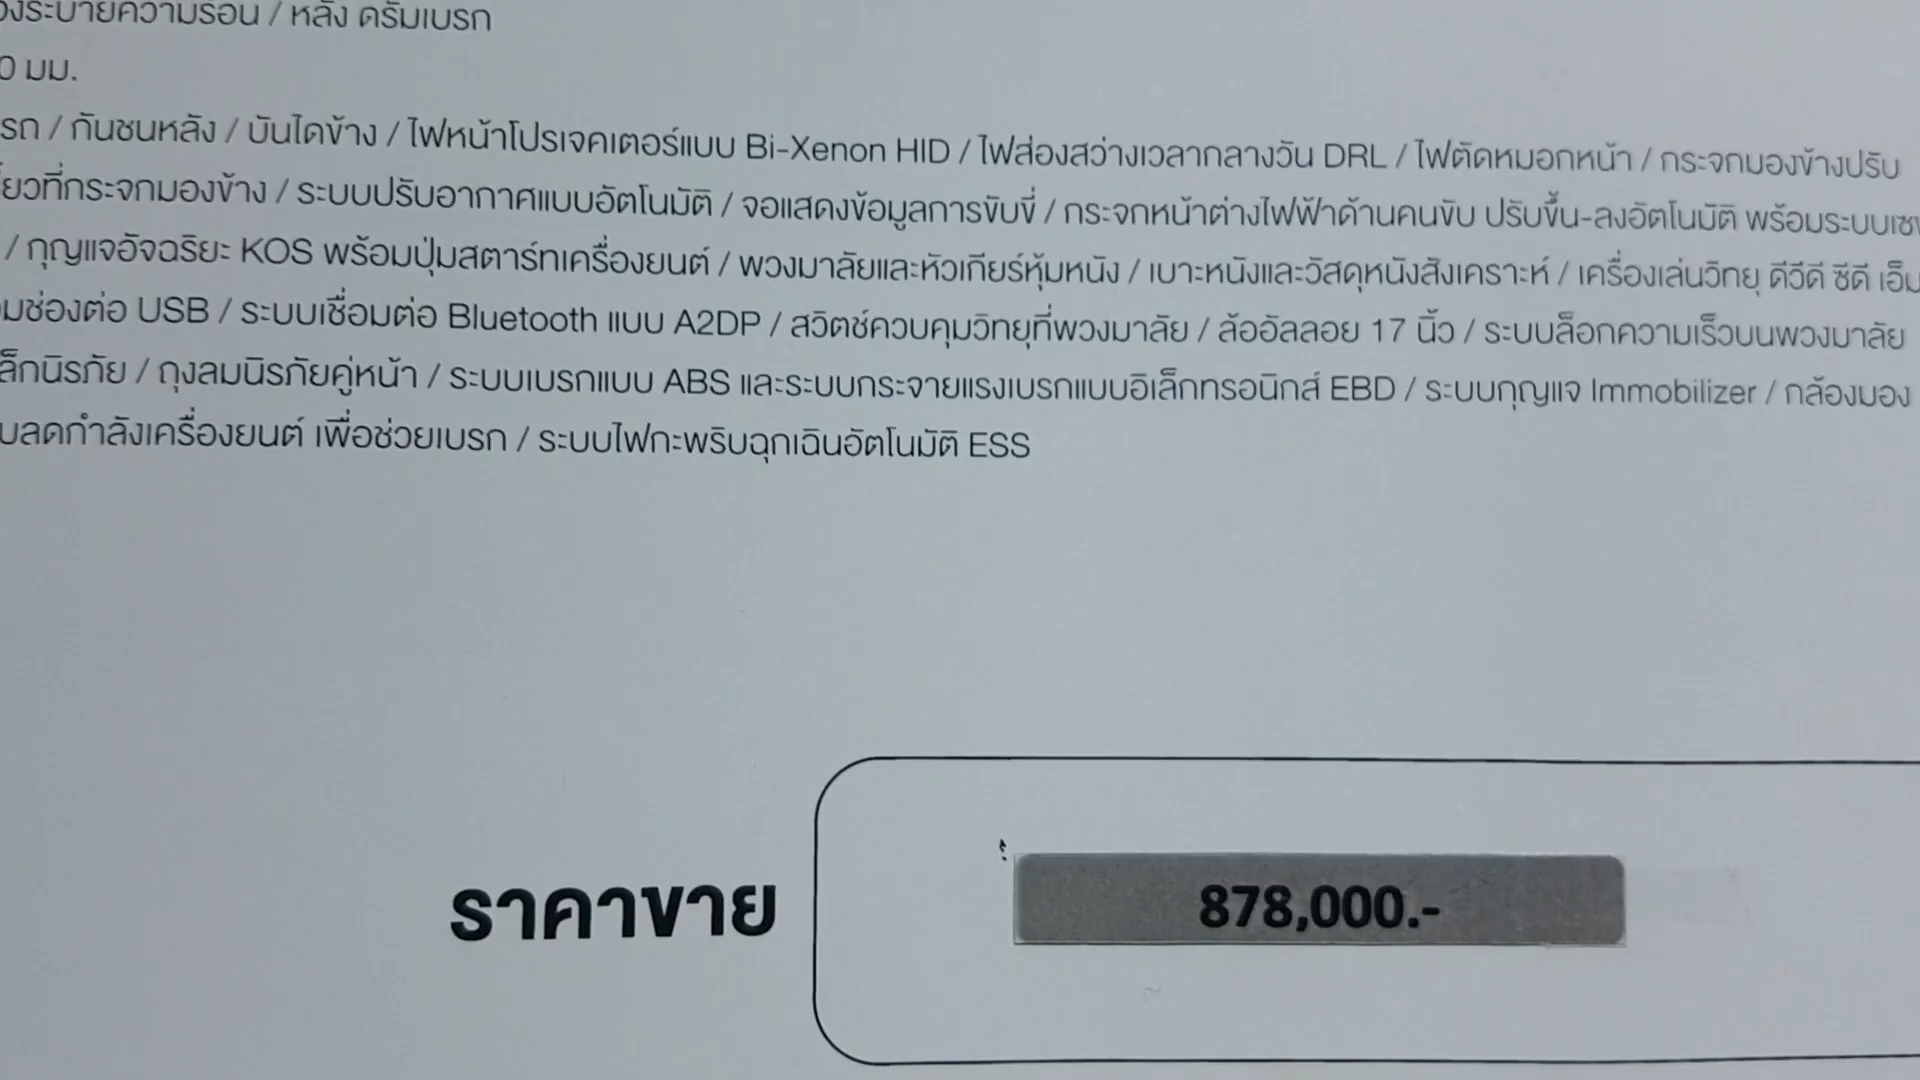 ระบายความร้อน / หลัง ดรัมเบรก
0 มม.
รถ / กันชนหลัง / บันไดข้าง / ไฟหน้าโปรเจคเตอร์แบบ Bi-Xenon HID / ไฟส่องสว่างเวลากลางวัน DRL / ไฟตัดหมอกหน้า / กระจกมองข้างปรับ
ที่กระจกมองข้าง / ระบบปรับอากาศแบบอัตโนมัติ / จอแสดงข้อมูลการขับขี่ / กระจกหน้าต่างไฟฟ้าด้านคนขับ ปรับขึ้น-ลงอัตโนมัติ พร้อมระบบ
/ กุญแจอัจฉริยะ KOS พร้อมปุ่มสตาร์ทเครื่องยนต์ / พวงมาลัยและหัวเกียร์หุ้มหนัง / เบาะหนังและวัสดุหนังสังเคราะห์ / เครื่องเล่นวิทยุ ดีวีดี ซีดี
ช่องต่อ USB / ระบบเชื่อมต่อ Bluetooth แบบ A2DP / สวิตช์ควบคุมวิทยุที่พวงมาลัย / ล้ออัลลอย 17 นิ้ว / ระบบล็อกความเร็วบนพวงมาลัย
นิรภัย / ถุงลมนิรภัยคู่หน้า / ระบบเบรกแบบ ABS และระบบกระจายแรงเบรกแบบอิเล็กทรอนิกส์ EBD / ระบบกุญแจ Immobilizer / กล้องมอง
บลดกำลังเครื่องยนต์ เพื่อช่วยเบรก / ระบบไฟกะพริบฉุกเฉินอัตโนมัติ ESS
ราคาขาย 878,000.-